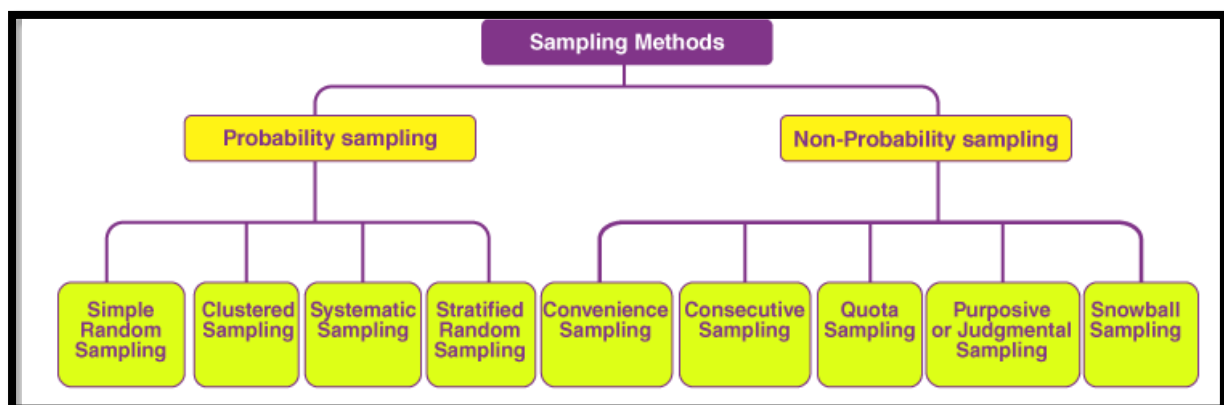 Sampling Methods
Probability sampling
Non-Probability sampling
Simple
Random
Sampling
Clustered
Sampling
Systematic
Sampling
Stratified
Random
Sampling
Convenience
Sampling
Consecutive
Sampling
Quota
Sampling
Purposive
or Judgmental
Sampling
Snowball
Sampling